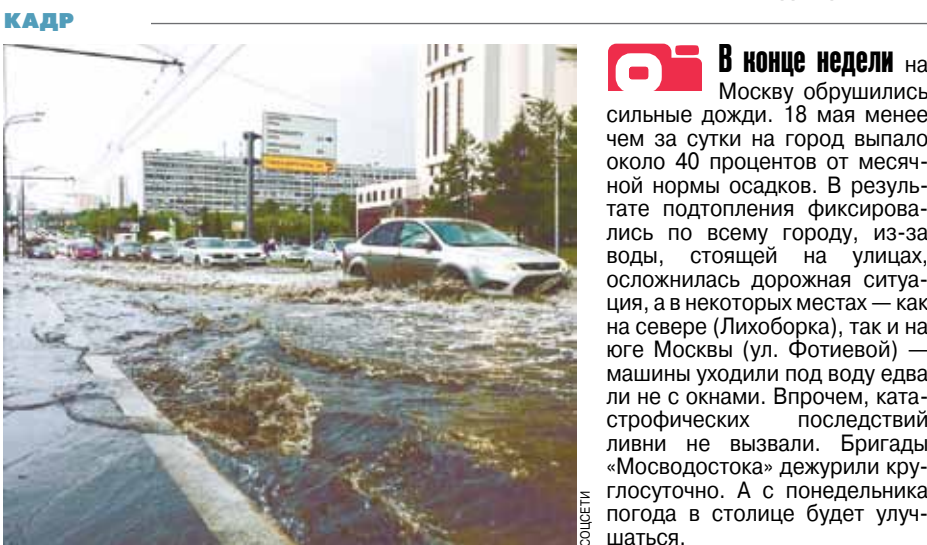 КАДР
В конце недели на
Москву обрушились
сильные дожди. 18 мая менее
чем за сутки на город выпало
около 40 процентов от месяч-
ной нормы осадков. В резуль-
тате подтопления фиксирова-
лись по всему городу, из-за
воды, стоящей на улицах,
осложнилась дорожная ситуа-
ция, а в некоторых местах — как
на севере (Лихоборка), так и на
юге Москвы (ул. Фотиевой) —
машины уходили под воду едва
ли не с окнами. Впрочем, ката-
строфических последствий
ливни не вызвали. Бригады
«Мосводостока» дежурили кру-
глосуточно. А с понедельника
погода в столице будет улуч-
шаться.
СОЦСЕТИ